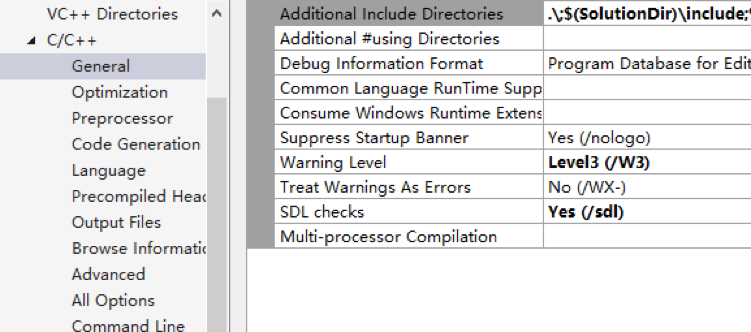 VC++ Directories
C/C++
General
Optimization
Preprocessor
Code Generation
Language
Precompiled Head
Output Files
Browse Informatic
Advanced
All Options
Command Line
Additional Include Directories .\;$(SolutionDir)\include;
Additional #using Directories
Debug Information Format Program Database for Edit
Common Language RunTime Supp
Consume Windows Runtime Extens
Suppress Startup Banner Yes (/nologo)
Warning Level Level3 (/W3)
Treat Warnings As Errors No (/WX-)
SDL checks Yes (/sdl)
Multi-processor Compilation